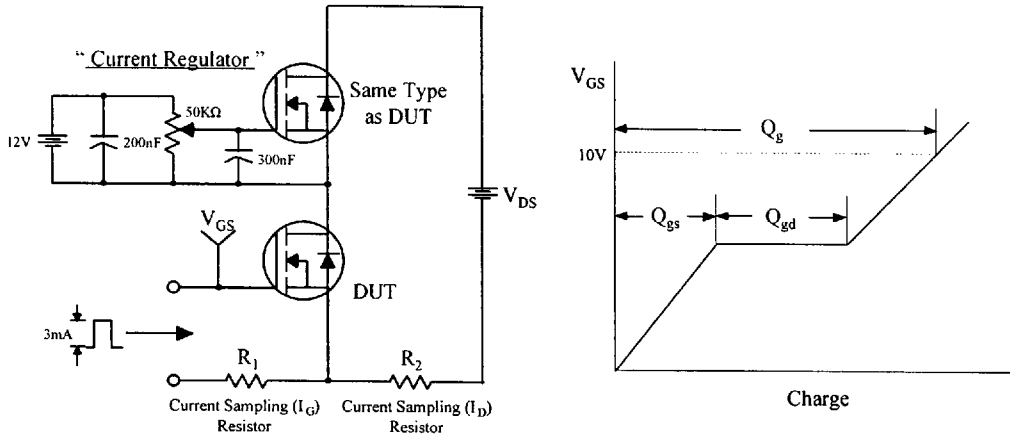 “ Current Regulator ”
Same Type
as DUT
50KΩ
12V
200nF
300nF
V_DS
V_GS
DUT
3mA
R_1
R_2
Current Sampling (I_G)
Resistor
Current Sampling (I_D)
Resistor
V_GS
Q_g
10V
Q_gs
Q_gd
Charge